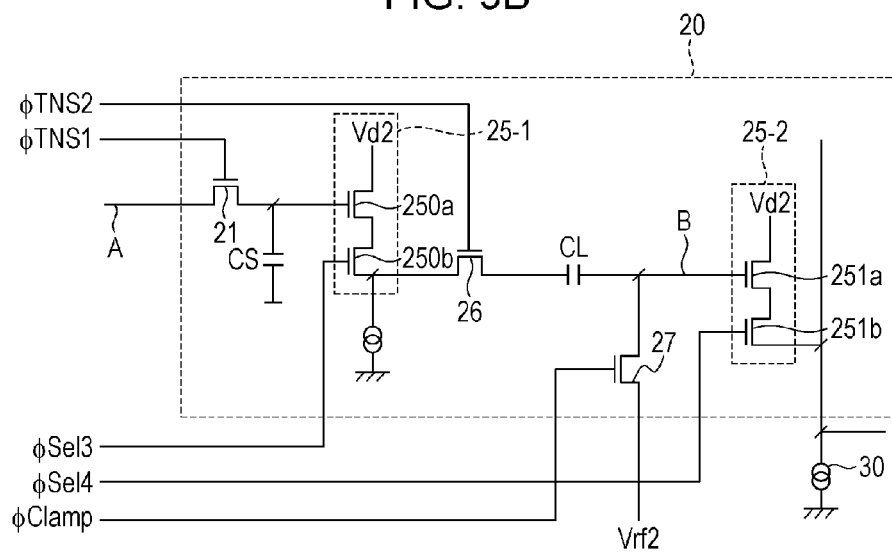 FIG. 5B
20
ϕTNS2
ϕTNS1
Vd2
25-1
25-2
Vd2
250a
A
21
CS
250b
26
CL
B
251a
251b
27
ϕSel3
ϕSel4
30
ϕClamp
Vrf2